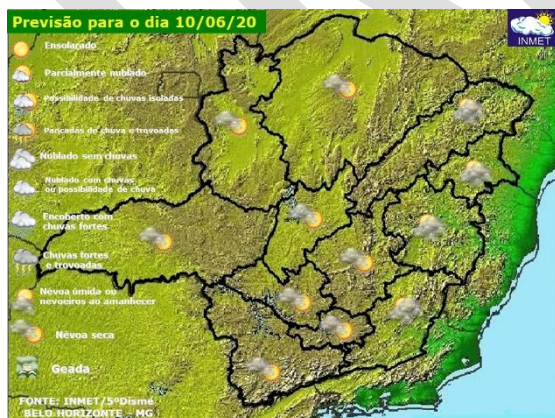 Previsão para o dia 10/06/20
INMET
Ensolarado
Parcialmente nublado
Possibilidade de chuvas isoladas
Pancadas de chuva e trovoadas
Nublado sem chuvas
Nublado com chuvas
ou possibilidade de chuva
Encoberto com
chuvas fortes
Chuvas fortes
e trovoadas
Névoa úmida ou
nevoeiros ao amanhecer
Névoa seca
Geada
FONTE: INMET/5ºDisme
BELO HORIZONTE - MG